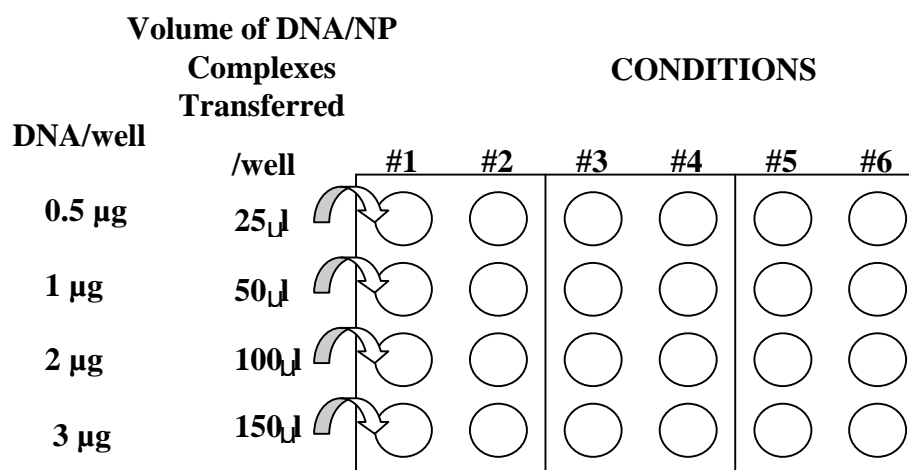 Volume of DNA/NP
Complexes
Transferred
/well
CONDITIONS
DNA/well
#1 #2 #3 #4 #5 #6
0.5 µg 25µl
1 µg 50µl
2 µg 100µl
3 µg 150µl